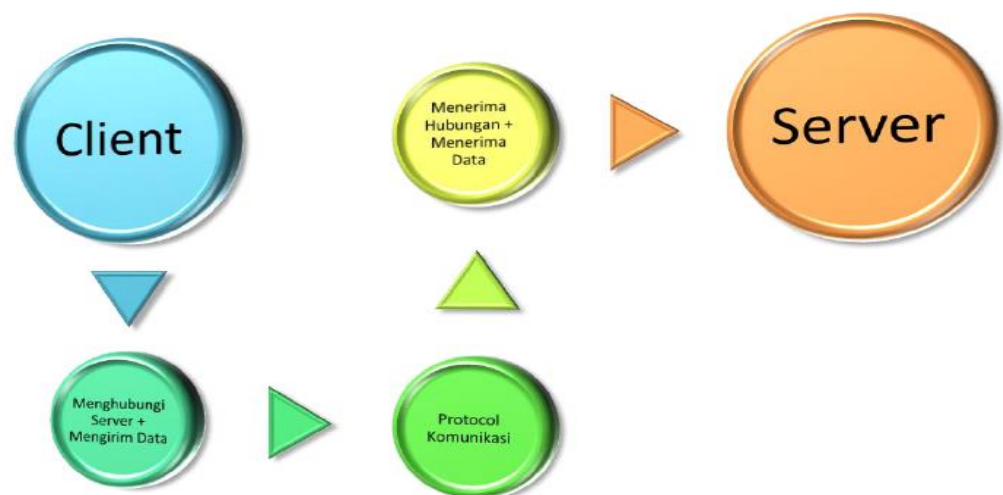 Client
Menghubungi
Server +
Mengirim Data
Protocol
Komunikasi
Menerima
Hubungan +
Menerima
Data
Server